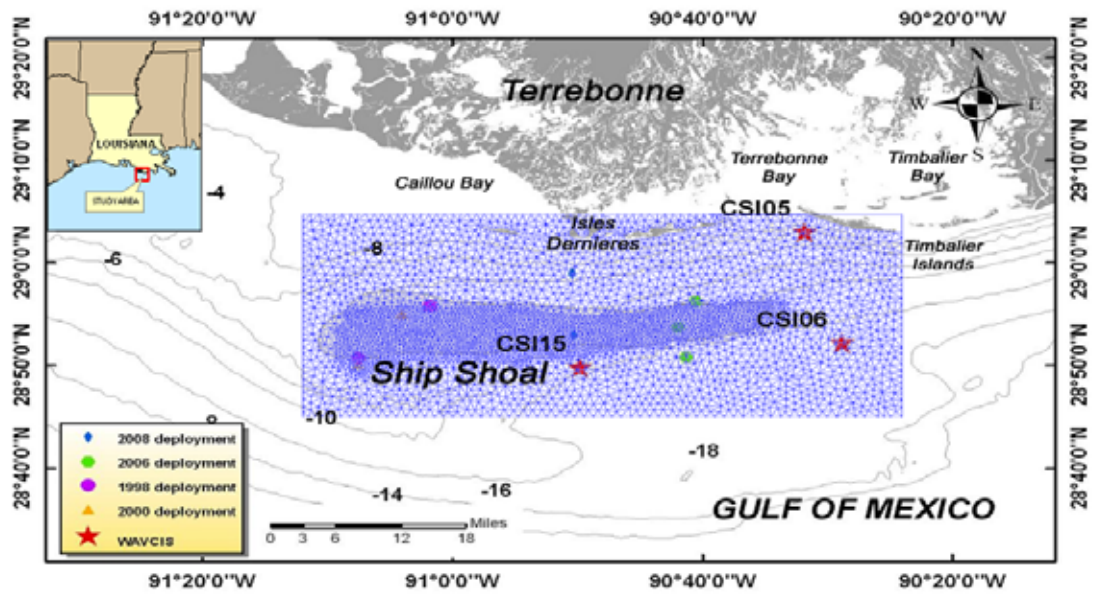 91°20'0"W 91°0'0"W 90°40'0"W 90°20'0"W
29°20'0"N
29°10'0"N
29°0'0"N
28°50'0"N
28°40'0"N
29°20'0"N
29°10'0"N
29°0'0"N
28°50'0"N
28°40'0"N
LOUISIANA
STUDY AREA
Terrebonne
N
W E
S
Caillou Bay
Terrebonne
Bay
Timbalier
Bay
-4
CSI05
Isles
Dernieres
Timbalier
Islands
-6
-8
CSI06
CSI15
Ship Shoal
-10
-18
-14
-16
GULF OF MEXICO
2008 deployment
2006 deployment
1998 deployment
2000 deployment
WAVCIS
Miles
0 3 6 12 18
91°20'0"W 91°0'0"W 90°40'0"W 90°20'0"W